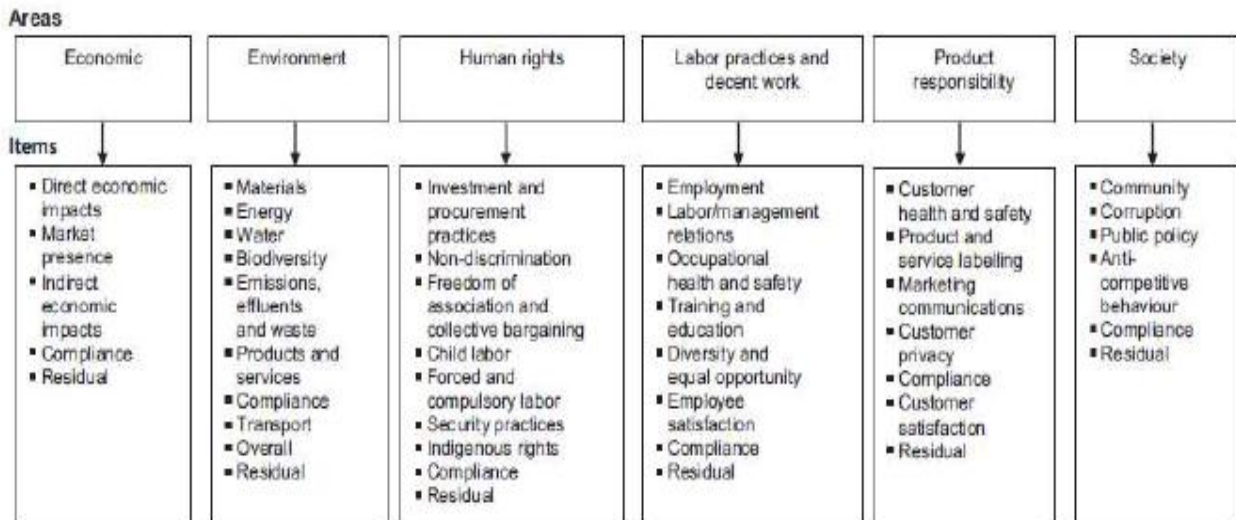 Areas
Economic
Environment
Human rights
Labor practices and
decent work
Product
responsibility
Society
Items
▪ Direct economic
impacts
▪ Market
presence
▪ Indirect
economic
impacts
▪ Compliance
▪ Residual
▪ Materials
▪ Energy
▪ Water
▪ Biodiversity
▪ Emissions,
effluents
and waste
▪ Products and
services
▪ Compliance
▪ Transport
▪ Overall
▪ Residual
▪ Investment and
procurement
practices
▪ Non-discrimination
▪ Freedom of
association and
collective bargaining
▪ Child labor
▪ Forced and
compulsory labor
▪ Security practices
▪ Indigenous rights
▪ Compliance
▪ Residual
▪ Employment
▪ Labor/management
relations
▪ Occupational
health and safety
▪ Training and
education
▪ Diversity and
equal opportunity
▪ Employee
satisfaction
▪ Compliance
▪ Residual
▪ Customer
health and safety
▪ Product and
service labelling
▪ Marketing
communications
▪ Customer
privacy
▪ Compliance
▪ Customer
satisfaction
▪ Residual
▪ Community
▪ Corruption
▪ Public policy
▪ Anti-
competitive
behaviour
▪ Compliance
▪ Residual